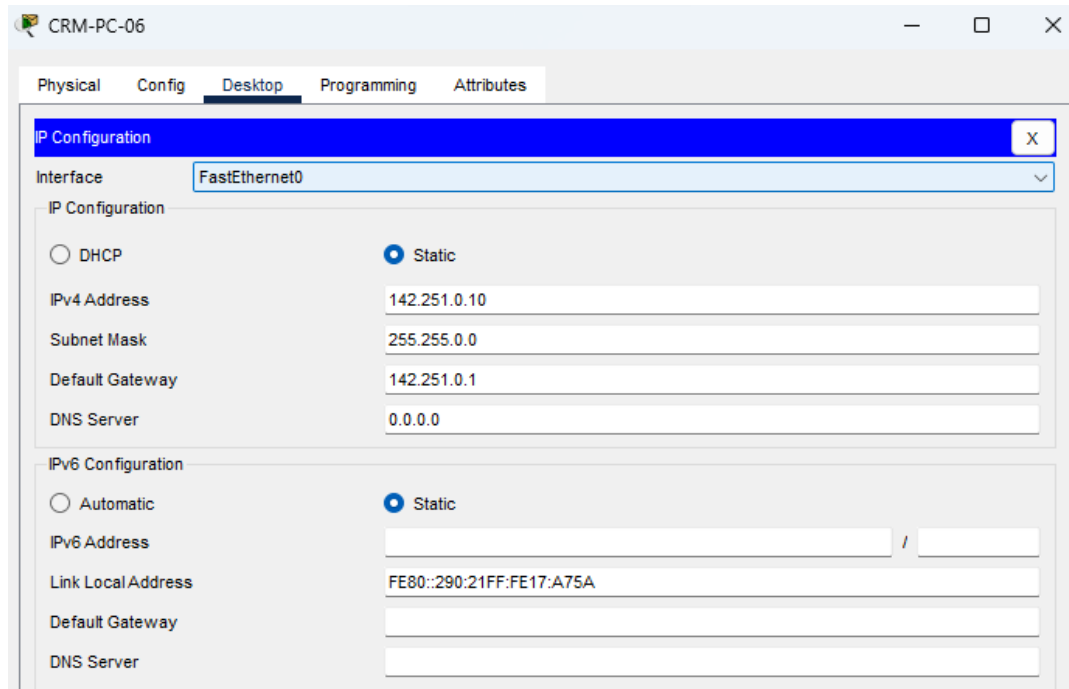 CRM-PC-06
Physical Config Desktop Programming Attributes
IP Configuration X
Interface FastEthernet0
IP Configuration
DHCP Static
IPv4 Address 142.251.0.10
Subnet Mask 255.255.0.0
Default Gateway 142.251.0.1
DNS Server 0.0.0.0
IPv6 Configuration
Automatic Static
IPv6 Address /
Link Local Address FE80::290:21FF:FE17:A75A
Default Gateway
DNS Server